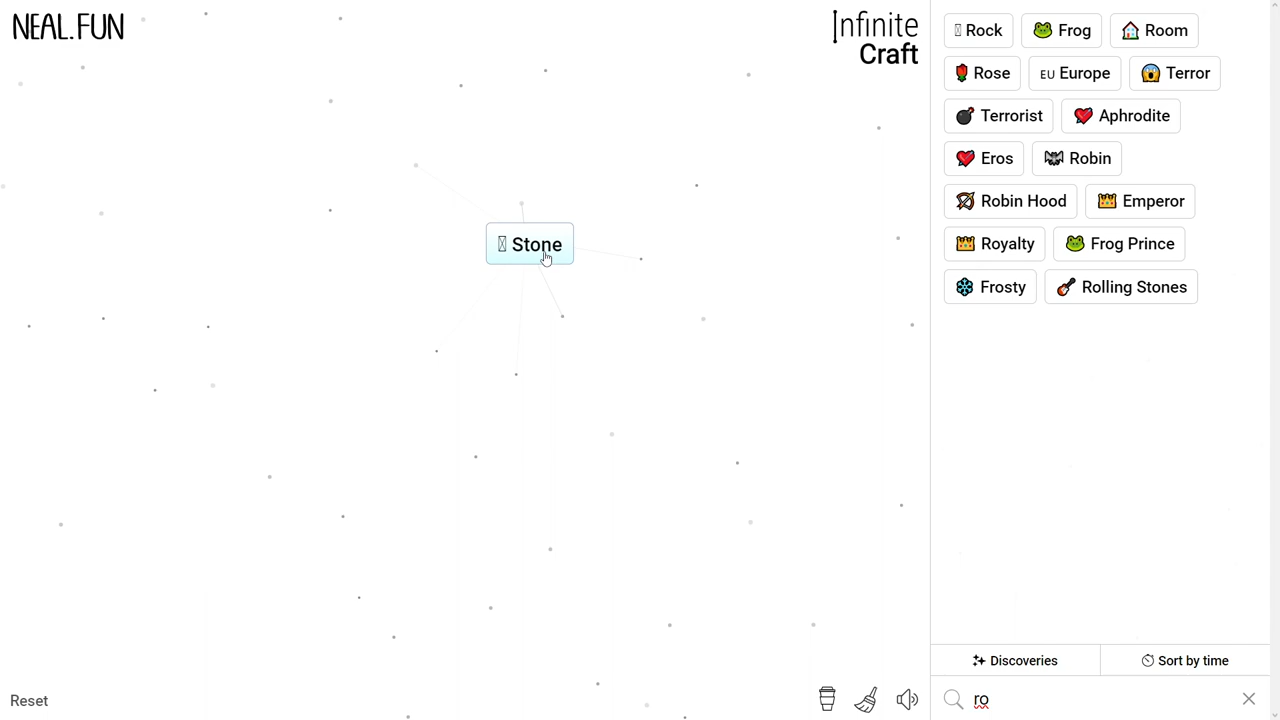 NEAL.FUN
Infinite
Craft
Rock
Frog
Room
Rose
EU Europe
Terror
Terrorist
Aphrodite
Eros
Robin
Robin Hood
Emperor
Royalty
Frog Prince
Frosty
Rolling Stones
Stone
Discoveries
Sort by time
Reset
ro